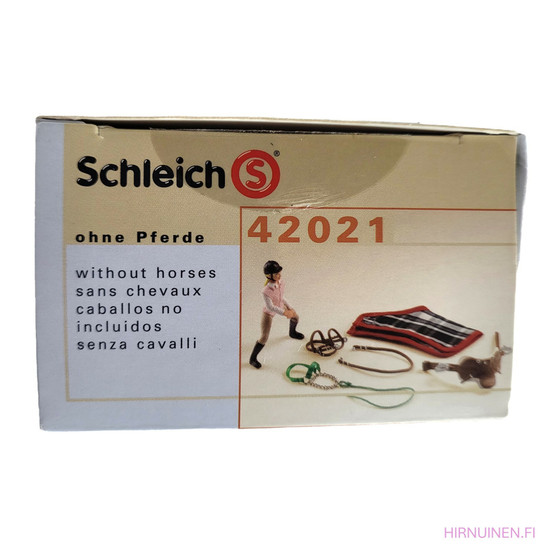 Schleich S®
ohne Pferde
42021
without horses
sans chevaux
caballos no
incluidos
senza cavalli
HIRNUINEN.FI